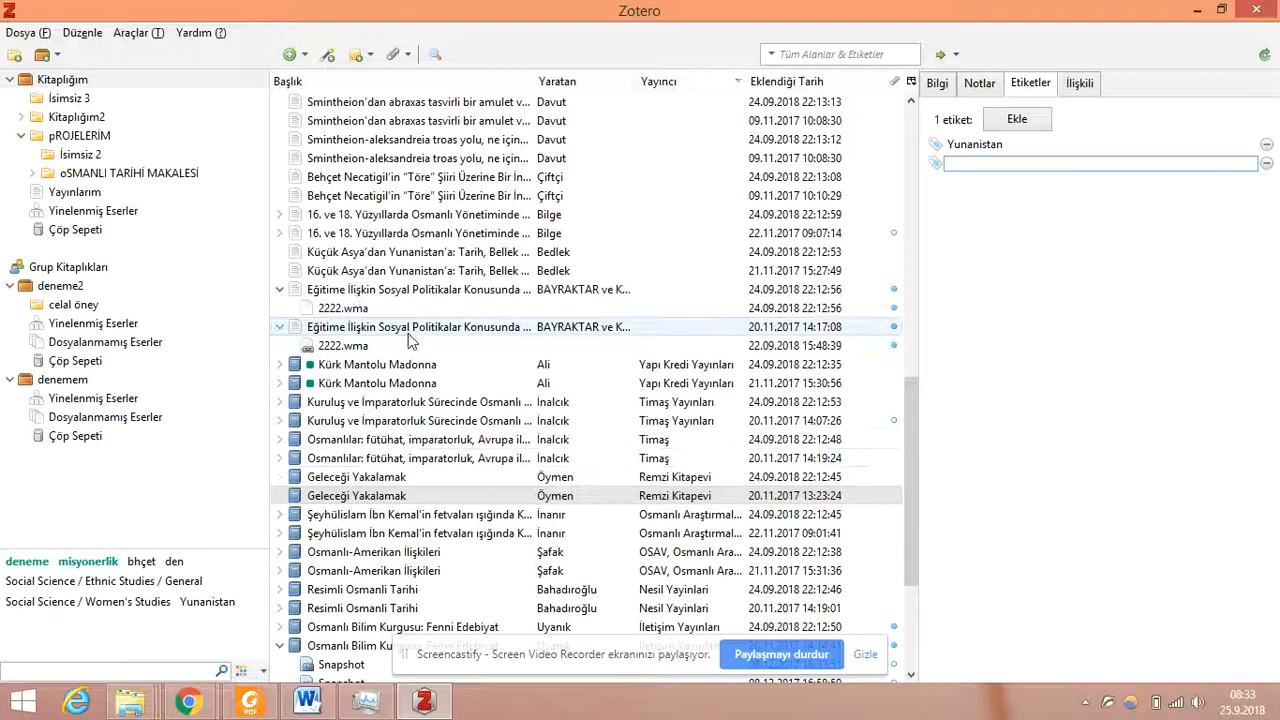 Zotero
Dosya (F) Düzenle Araçlar (T) Yardım (?)
Tüm Alanlar & Etiketler
Kitaplığım
İsimsiz 3
Kitaplığım2
pROJELERİM
İsimsiz 2
oSMANLI TARİHİ MAKALESİ
Yayınlarım
Yinelenmiş Eserler
Çöp Sepeti
Grup Kitaplıkları
deneme2
celal öney
Yinelenmiş Eserler
Dosyalanmamış Eserler
Çöp Sepeti
denemem
Yinelenmiş Eserler
Dosyalanmamış Eserler
Çöp Sepeti
deneme misyonerlik bhçet den
Social Science / Ethnic Studies / General
Social Science / Women's Studies Yunanistan
Başlık Yaratan Yayıncı Eklendiği Tarih
Smintheion'dan abraxas tasvirli bir amulet v... Davut 24.09.2018 22:13:13
Smintheion'dan abraxas tasvirli bir amulet v... Davut 09.11.2017 10:08:30
Smintheion-aleksandreia troas yolu, ne için... Davut 24.09.2018 22:13:12
Smintheion-aleksandreia troas yolu, ne için... Davut 09.11.2017 10:08:30
Behçet Necatigil'in “Töre” Şiiri Üzerine Bir İn... Çiftçi 24.09.2018 22:13:08
Behçet Necatigil'in “Töre” Şiiri Üzerine Bir İn... Çiftçi 09.11.2017 10:10:29
16. ve 18. Yüzyıllarda Osmanlı Yönetiminde ... Bilge 24.09.2018 22:12:59
16. ve 18. Yüzyıllarda Osmanlı Yönetiminde ... Bilge 22.11.2017 09:07:14
Küçük Asya'dan Yunanistan'a: Tarih, Bellek ... Bedlek 24.09.2018 22:12:53
Küçük Asya'dan Yunanistan'a: Tarih, Bellek ... Bedlek 21.11.2017 15:27:49
Eğitime İlişkin Sosyal Politikalar Konusunda ... BAYRAKTAR ve K... 24.09.2018 22:12:56
2222.wma 24.09.2018 22:12:56
Eğitime İlişkin Sosyal Politikalar Konusunda ... BAYRAKTAR ve K... 20.11.2017 14:17:08
2222.wma 22.09.2018 15:48:39
Kürk Mantolu Madonna Ali Yapı Kredi Yayınları 24.09.2018 22:12:35
Kürk Mantolu Madonna Ali Yapı Kredi Yayınları 21.11.2017 15:30:56
Kuruluş ve İmparatorluk Sürecinde Osmanlı ... İnalcık Timaş Yayınları 24.09.2018 22:12:53
Kuruluş ve İmparatorluk Sürecinde Osmanlı ... İnalcık Timaş Yayınları 20.11.2017 14:07:26
Osmanlılar: fütühat, imparatorluk, Avrupa il... İnalcık Timaş 24.09.2018 22:12:48
Osmanlılar: fütühat, imparatorluk, Avrupa il... İnalcık Timaş 20.11.2017 14:19:24
Geleceği Yakalamak Öymen Remzi Kitapevi 24.09.2018 22:12:45
Geleceği Yakalamak Öymen Remzi Kitapevi 20.11.2017 13:23:24
Şeyhülislam İbn Kemal'in fetvaları ışığında K... İnanır Osmanlı Araştırmal... 24.09.2018 22:12:45
Şeyhülislam İbn Kemal'in fetvaları ışığında K... İnanır Osmanlı Araştırmal... 22.11.2017 09:01:41
Osmanlı-Amerikan İlişkileri Şafak OSAV, Osmanlı Ara... 24.09.2018 22:12:38
Osmanlı-Amerikan İlişkileri Şafak OSAV, Osmanlı Ara... 21.11.2017 15:31:36
Resimli Osmanli Tarihi Bahadıroğlu Nesil Yayinlari 24.09.2018 22:12:46
Resimli Osmanli Tarihi Bahadıroğlu Nesil Yayinlari 20.11.2017 14:19:01
Osmanlı Bilim Kurgusu: Fenni Edebiyat Uyanık İletişim Yayınları 24.09.2018 22:12:50
Osmanlı Bilim
Snapshot
Screencastify - Screen Video Recorder ekranınızı paylaşıyor. Paylaşmayı durdur Gizle
Bilgi Notlar Etiketler İlişkili
1 etiket: Ekle
Yunanistan
PDF
08:33
25.9.2018